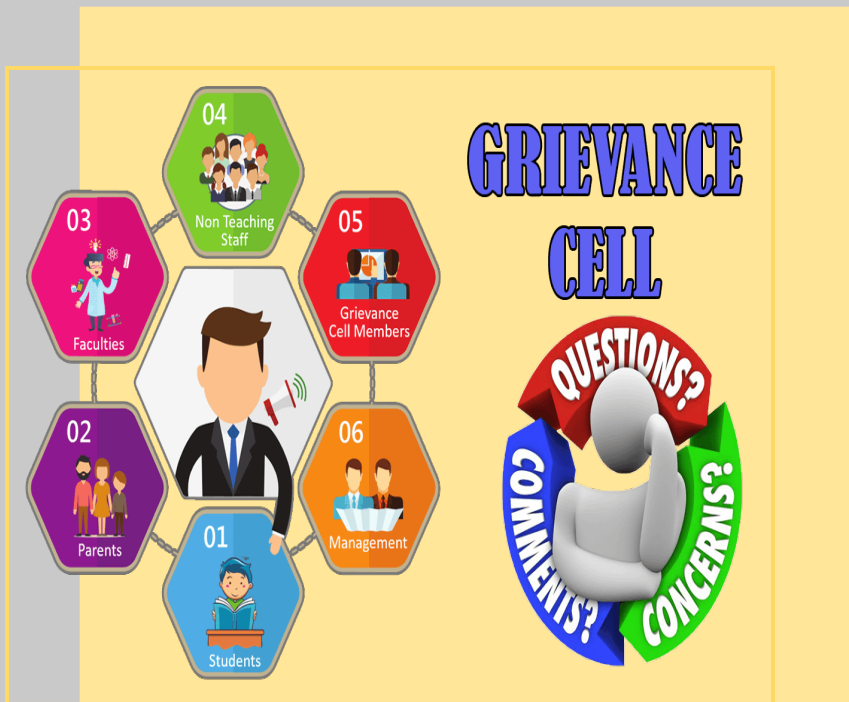 04
Non Teaching
Staff
03
Faculties
05
Grievance
Cell Members
02
Parents
06
Management
01
Students
GRIEVANCE
CELL
QUESTIONS?
COMMENTS?
CONCERNS?